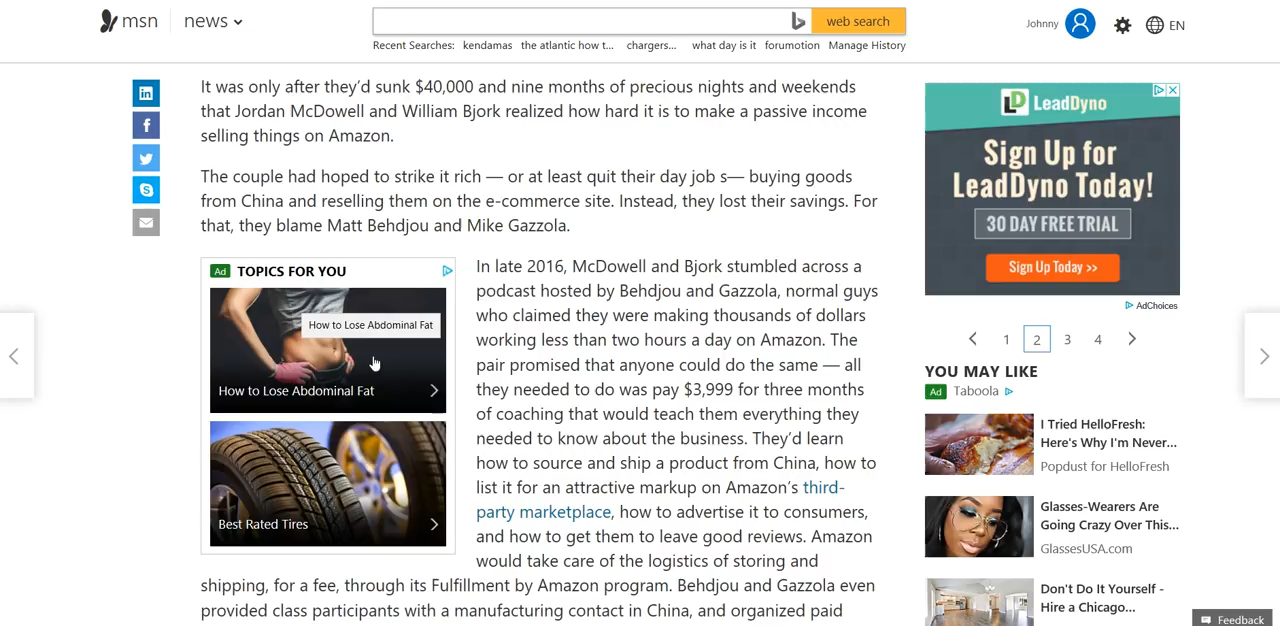 msn
news
web search
Recent Searches: kendamas the atlantic how t... chargers... what day is it forumotion Manage History
Johnny
EN
It was only after they’d sunk $40,000 and nine months of precious nights and weekends
that Jordan McDowell and William Bjork realized how hard it is to make a passive income
selling things on Amazon.
The couple had hoped to strike it rich — or at least quit their day job s— buying goods
from China and reselling them on the e-commerce site. Instead, they lost their savings. For
that, they blame Matt Behdjou and Mike Gazzola.
Ad TOPICS FOR YOU
How to Lose Abdominal Fat
How to Lose Abdominal Fat
Best Rated Tires
In late 2016, McDowell and Bjork stumbled across a
podcast hosted by Behdjou and Gazzola, normal guys
who claimed they were making thousands of dollars
working less than two hours a day on Amazon. The
pair promised that anyone could do the same — all
they needed to do was pay $3,999 for three months
of coaching that would teach them everything they
needed to know about the business. They’d learn
how to source and ship a product from China, how to
list it for an attractive markup on Amazon’s third-
party marketplace, how to advertise it to consumers,
and how to get them to leave good reviews. Amazon
would take care of the logistics of storing and
shipping, for a fee, through its Fulfillment by Amazon program. Behdjou and Gazzola even
provided class participants with a manufacturing contact in China, and organized paid
LD LeadDyno
Sign Up for
LeadDyno Today!
30 DAY FREE TRIAL
Sign Up Today >>
AdChoices
1 2 3 4
YOU MAY LIKE
Ad Taboola
I Tried HelloFresh:
Here's Why I'm Never...
Popdust for HelloFresh
Glasses-Wearers Are
Going Crazy Over This...
GlassesUSA.com
Don't Do It Yourself -
Hire a Chicago...
Feedback